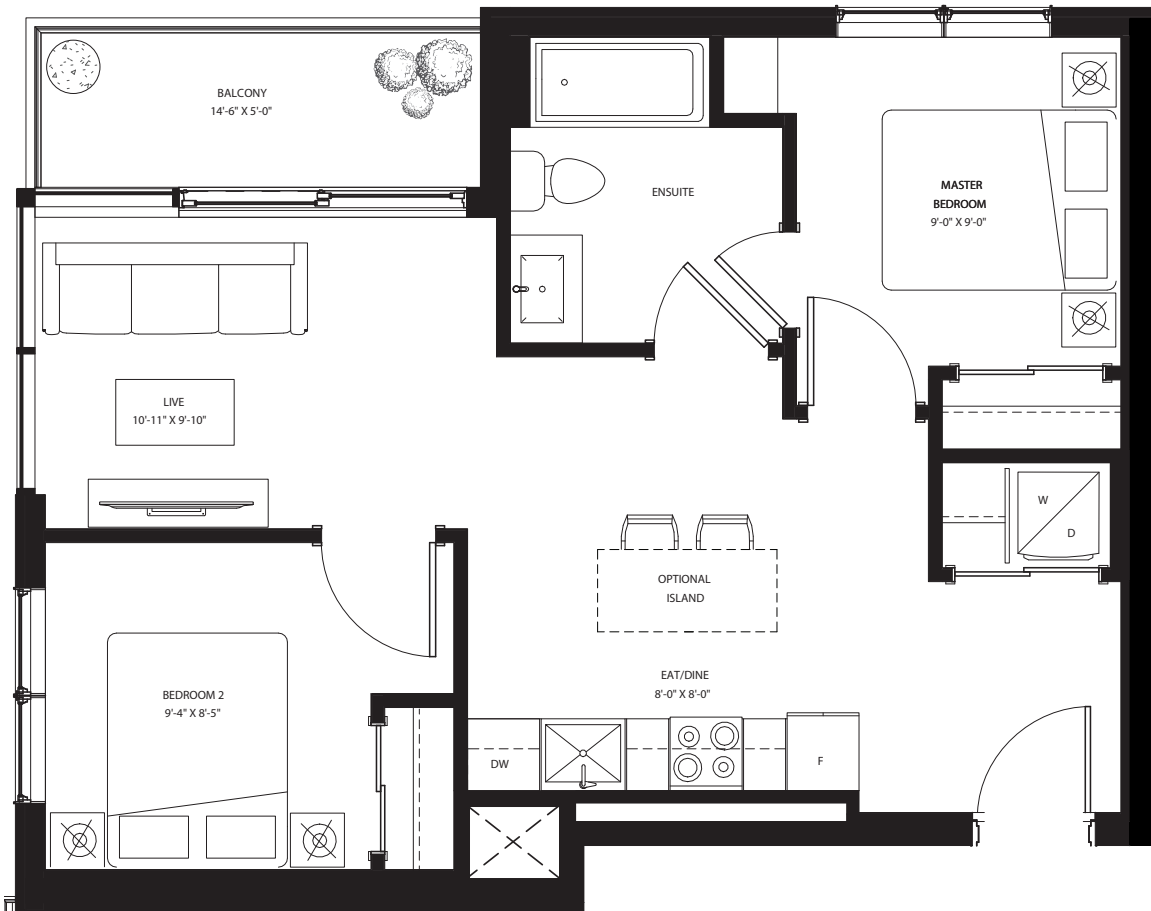 BALCONY
14'-6" X 5'-0"
ENSUITE
MASTER
BEDROOM
9'-0" X 9'-0"
LIVE
10'-11" X 9'-10"
W
D
OPTIONAL
ISLAND
EAT/DINE
8'-0" X 8'-0"
BEDROOM 2
9'-4" X 8'-5"
DW
F